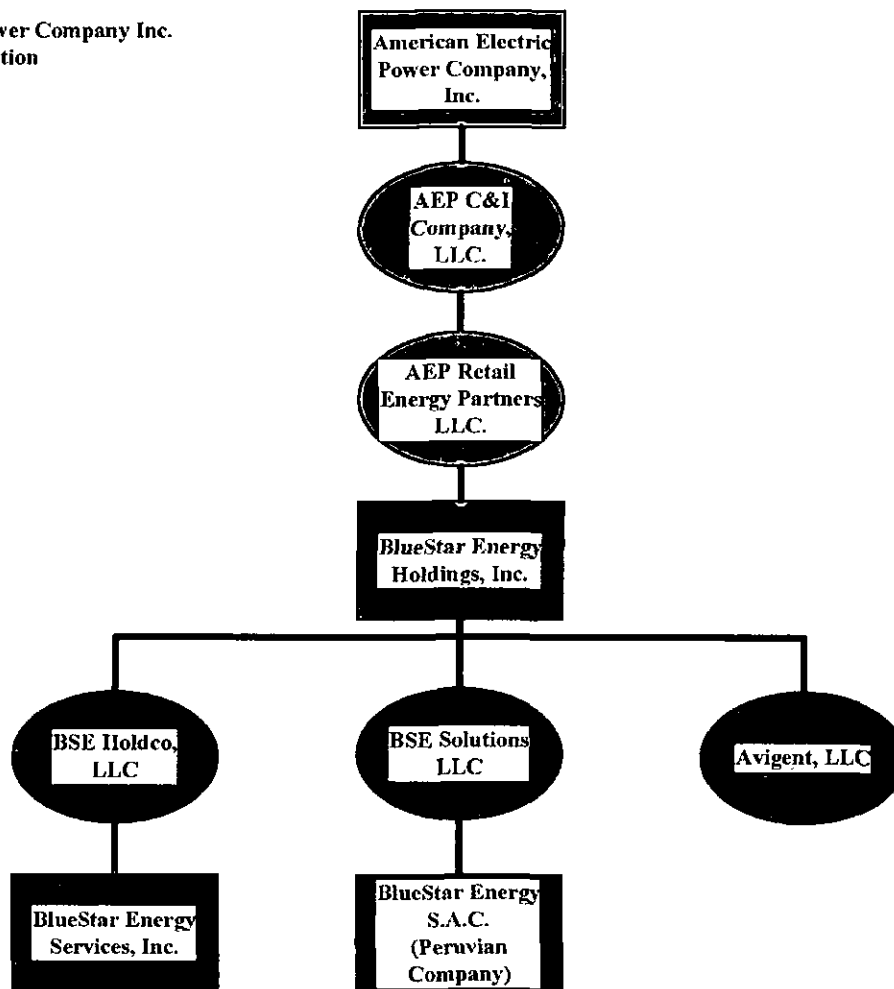 wer Company Inc.
tion
American Electric
Power Company,
Inc.
AEP C&I
Company,
LLC.
AEP Retail
Energy Partners
LLC.
BlueStar Energy
Holdings, Inc.
BSE Holdco,
LLC
BSE Solutions
LLC
Avigent, LLC
BlueStar Energy
Services, Inc.
BlueStar Energy
S.A.C.
(Peruvian
Company)